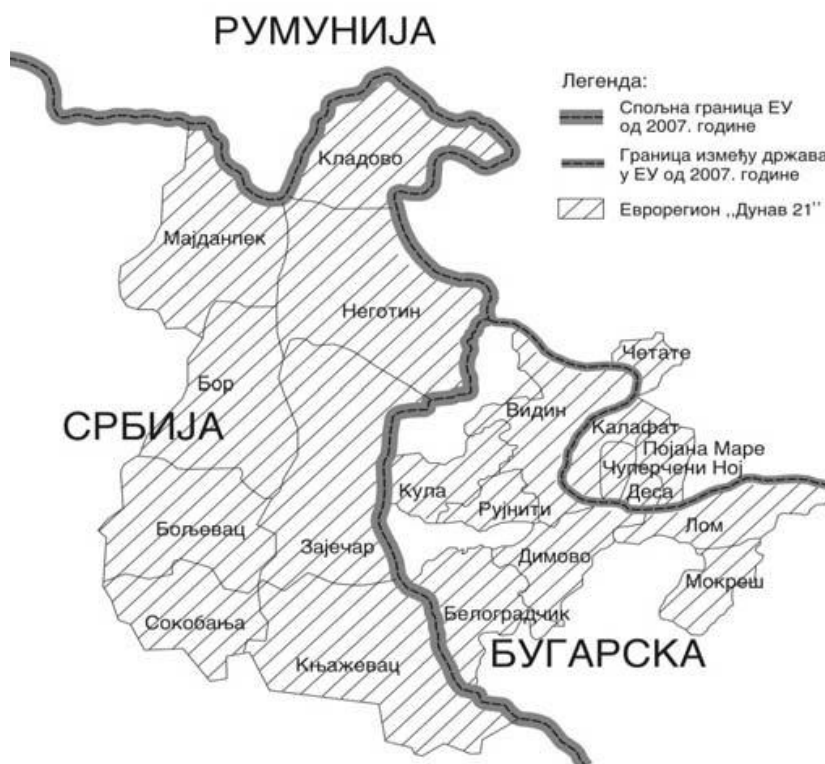 РУМУНИЈА
Легенда:
Спољна граница ЕУ
од 2007. године
Граница између држава
у ЕУ од 2007. године
Еврорегион „Дунав 21''
Кладово
Мајданпек
Неготин
Четате
Бор
Видин
СРБИЈА
Калафат
Појана Маре
Чуперчени Ној
Кула
Деса
Рујнити
Лом
Бољевац
Зајечар
Димово
Мокреш
Сокобања
Белоградчик
Књажевац
БУГАРСКА